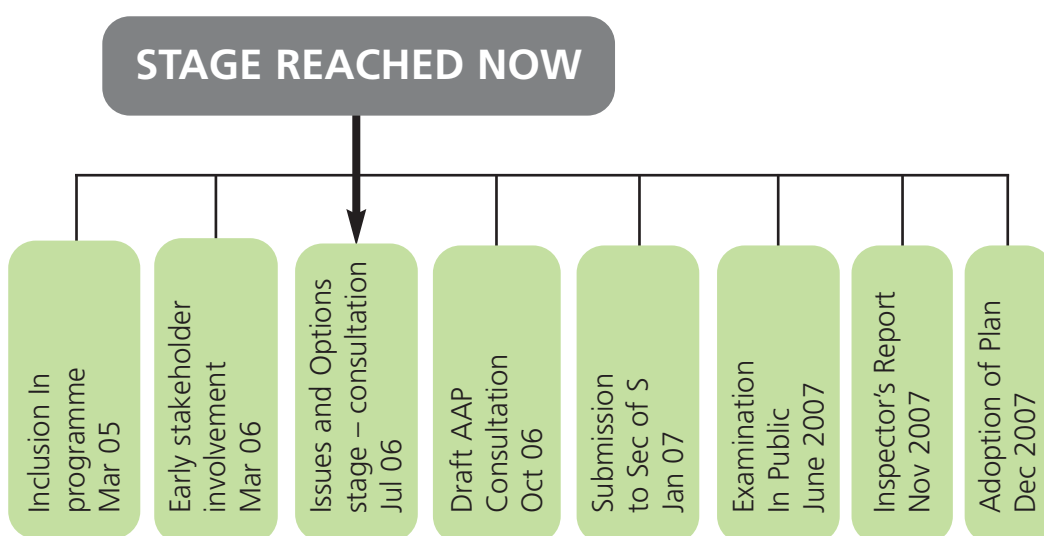 STAGE REACHED NOW
Inclusion In
programme
Mar 05
Early stakeholder
involvement
Mar 06
Issues and Options
stage – consultation
Jul 06
Draft AAP
Consultation
Oct 06
Submission
to Sec of S
Jan 07
Examination
In Public
June 2007
Inspector's Report
Nov 2007
Adoption of Plan
Dec 2007